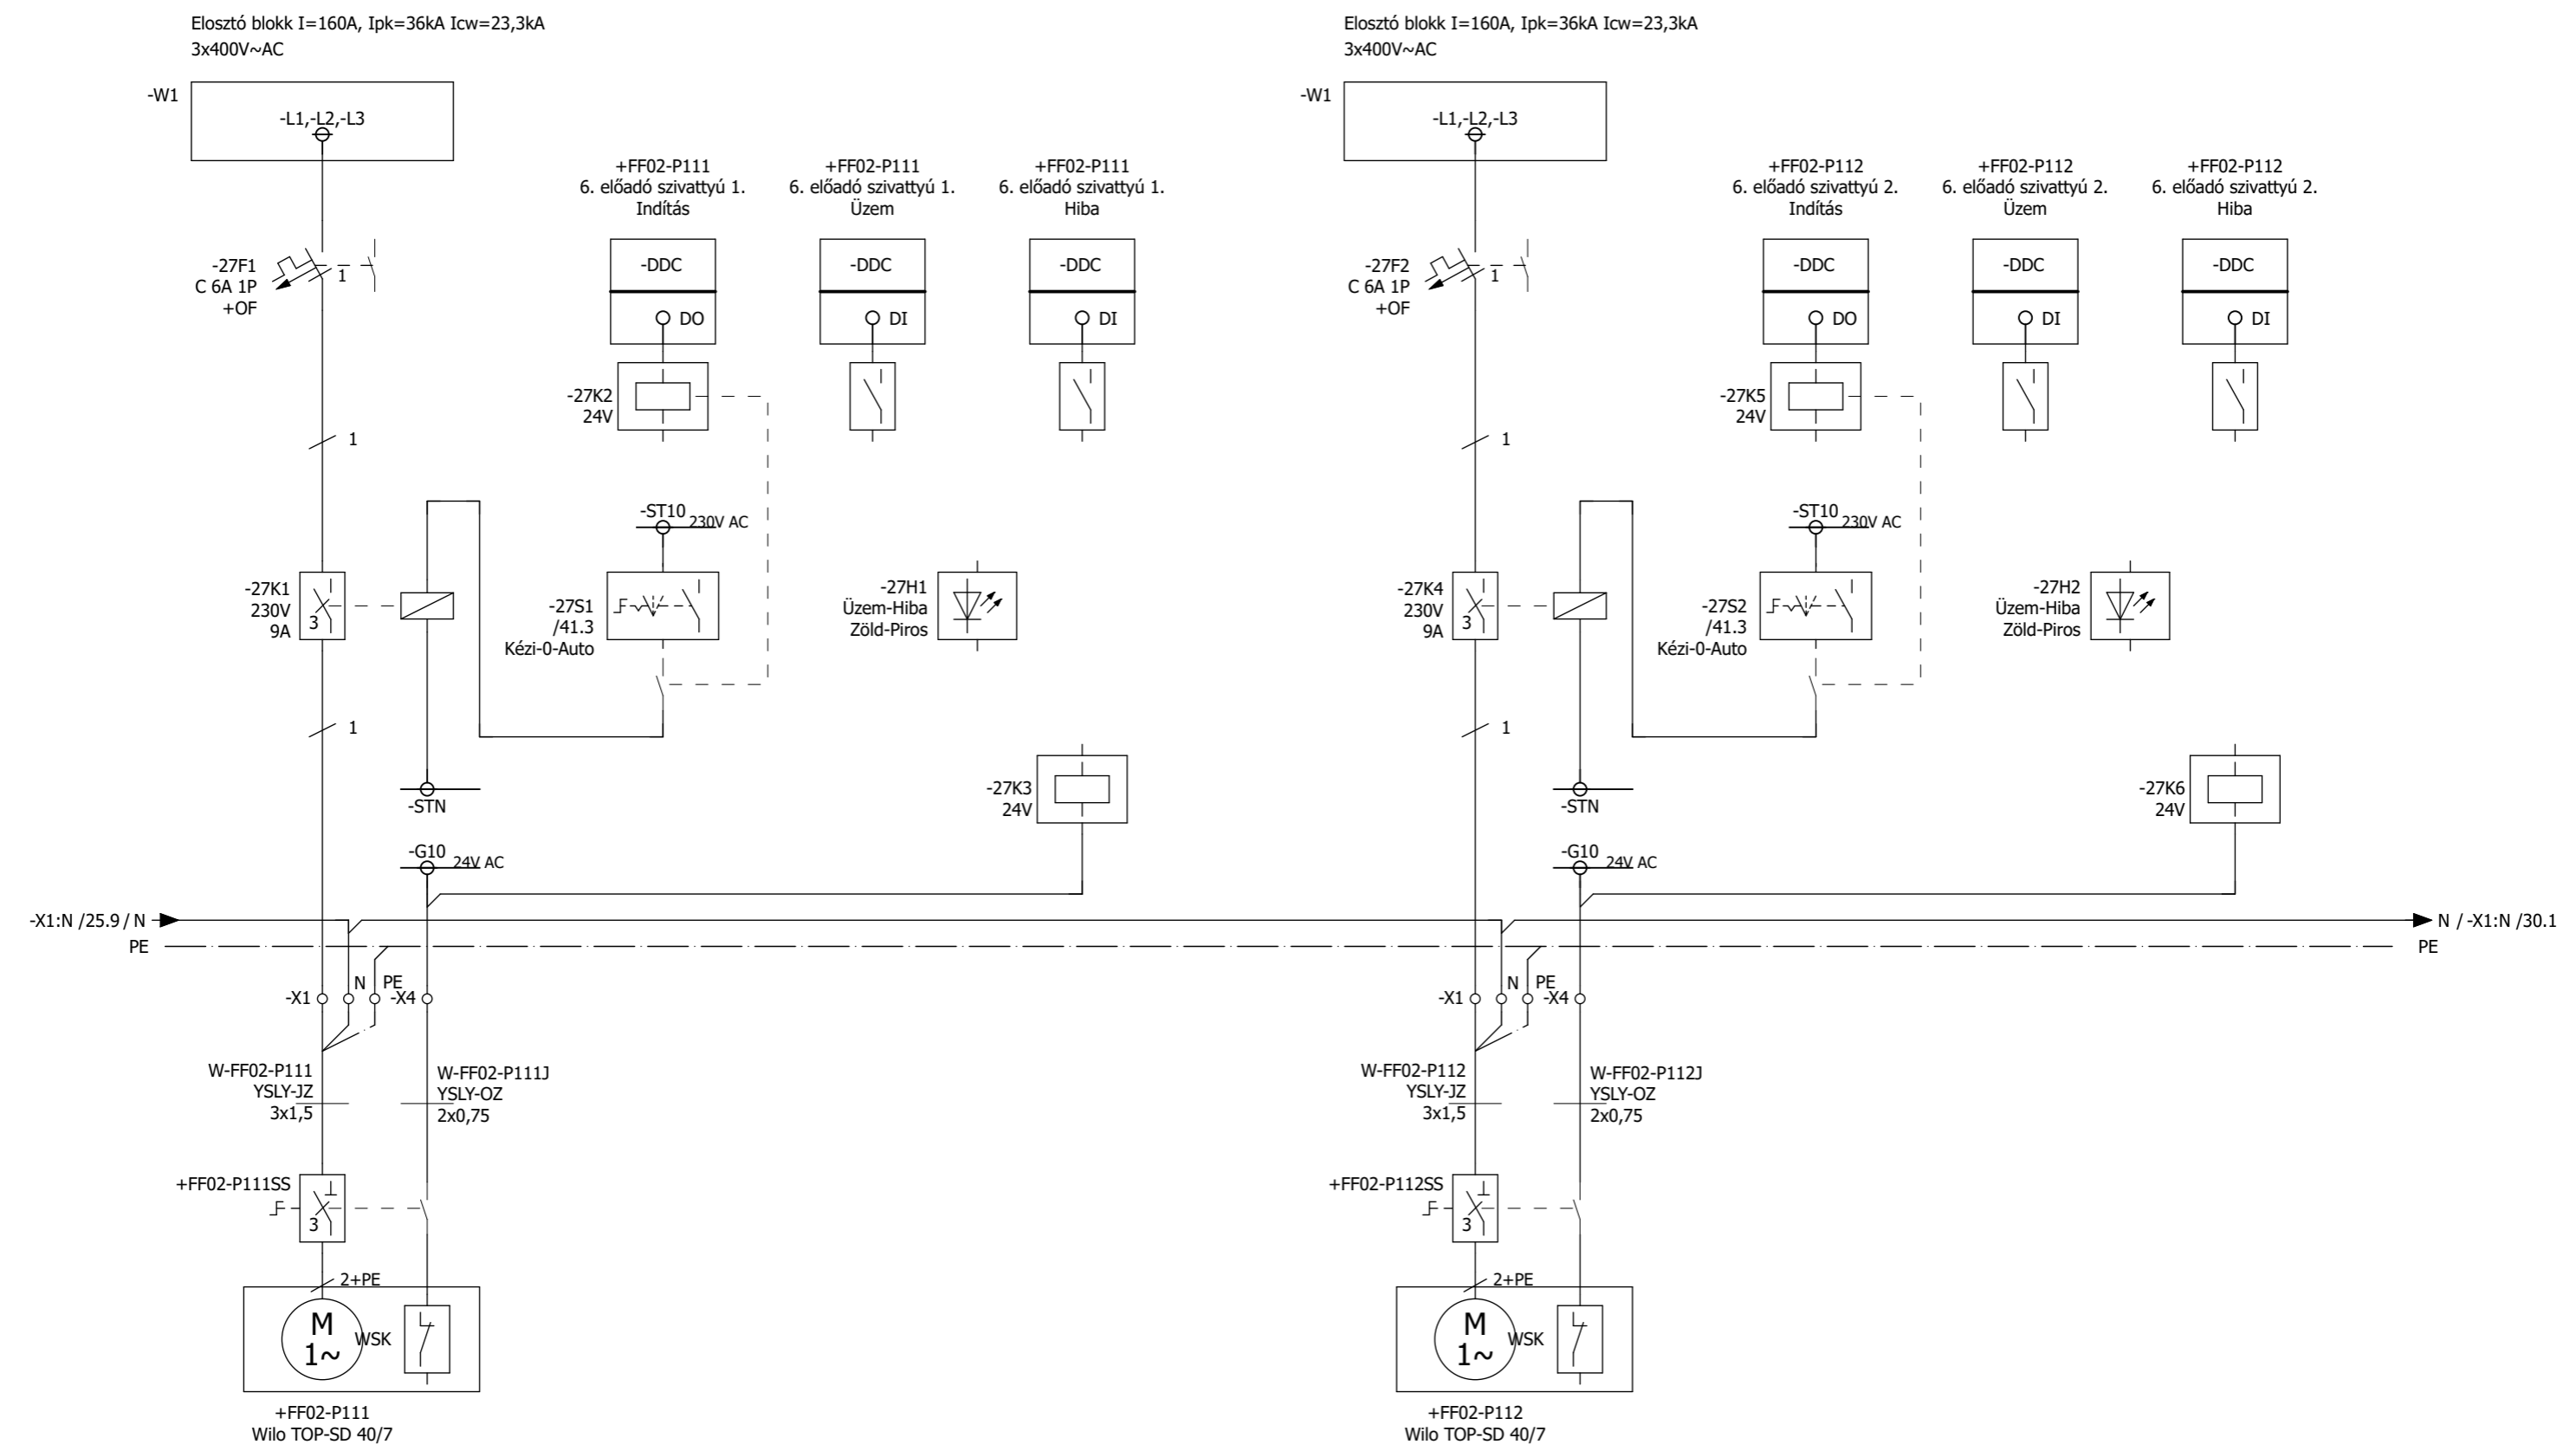 Elosztó blokk I=160A, Ipk=36kA Icw=23,3kA
3x400V~AC
-W1
-L1,-L2,-L3
+FF02-P111
6. előadó szivattyú 1.
Indítás
+FF02-P111
6. előadó szivattyú 1.
Üzem
+FF02-P111
6. előadó szivattyú 1.
Hiba
-27F1
C 6A 1P
+OF
1
-DDC
DO
-DDC
DI
-DDC
DI
-27K2
24V
1
-ST10
230V AC
-27K1
230V
9A
3
-27S1
/41.3
Kézi-0-Auto
-27H1
Üzem-Hiba
Zöld-Piros
1
-27K3
24V
-STN
-G10
24V AC
-X1:N /25.9 / N
PE
-X1
N
PE
-X4
W-FF02-P111
YSLY-JZ
3x1,5
W-FF02-P111J
YSLY-OZ
2x0,75
+FF02-P111SS
3
2+PE
M
1~
WSK
+FF02-P111
Wilo TOP-SD 40/7
Elosztó blokk I=160A, Ipk=36kA Icw=23,3kA
3x400V~AC
-W1
-L1,-L2,-L3
+FF02-P112
6. előadó szivattyú 2.
Indítás
+FF02-P112
6. előadó szivattyú 2.
Üzem
+FF02-P112
6. előadó szivattyú 2.
Hiba
-27F2
C 6A 1P
+OF
1
-DDC
DO
-DDC
DI
-DDC
DI
-27K5
24V
1
-ST10
230V AC
-27K4
230V
9A
3
-27S2
/41.3
Kézi-0-Auto
-27H2
Üzem-Hiba
Zöld-Piros
1
-27K6
24V
-STN
-G10
24V AC
N / -X1:N /30.1
PE
-X1
N
PE
-X4
W-FF02-P112
YSLY-JZ
3x1,5
W-FF02-P112J
YSLY-OZ
2x0,75
+FF02-P112SS
3
2+PE
M
1~
WSK
+FF02-P112
Wilo TOP-SD 40/7